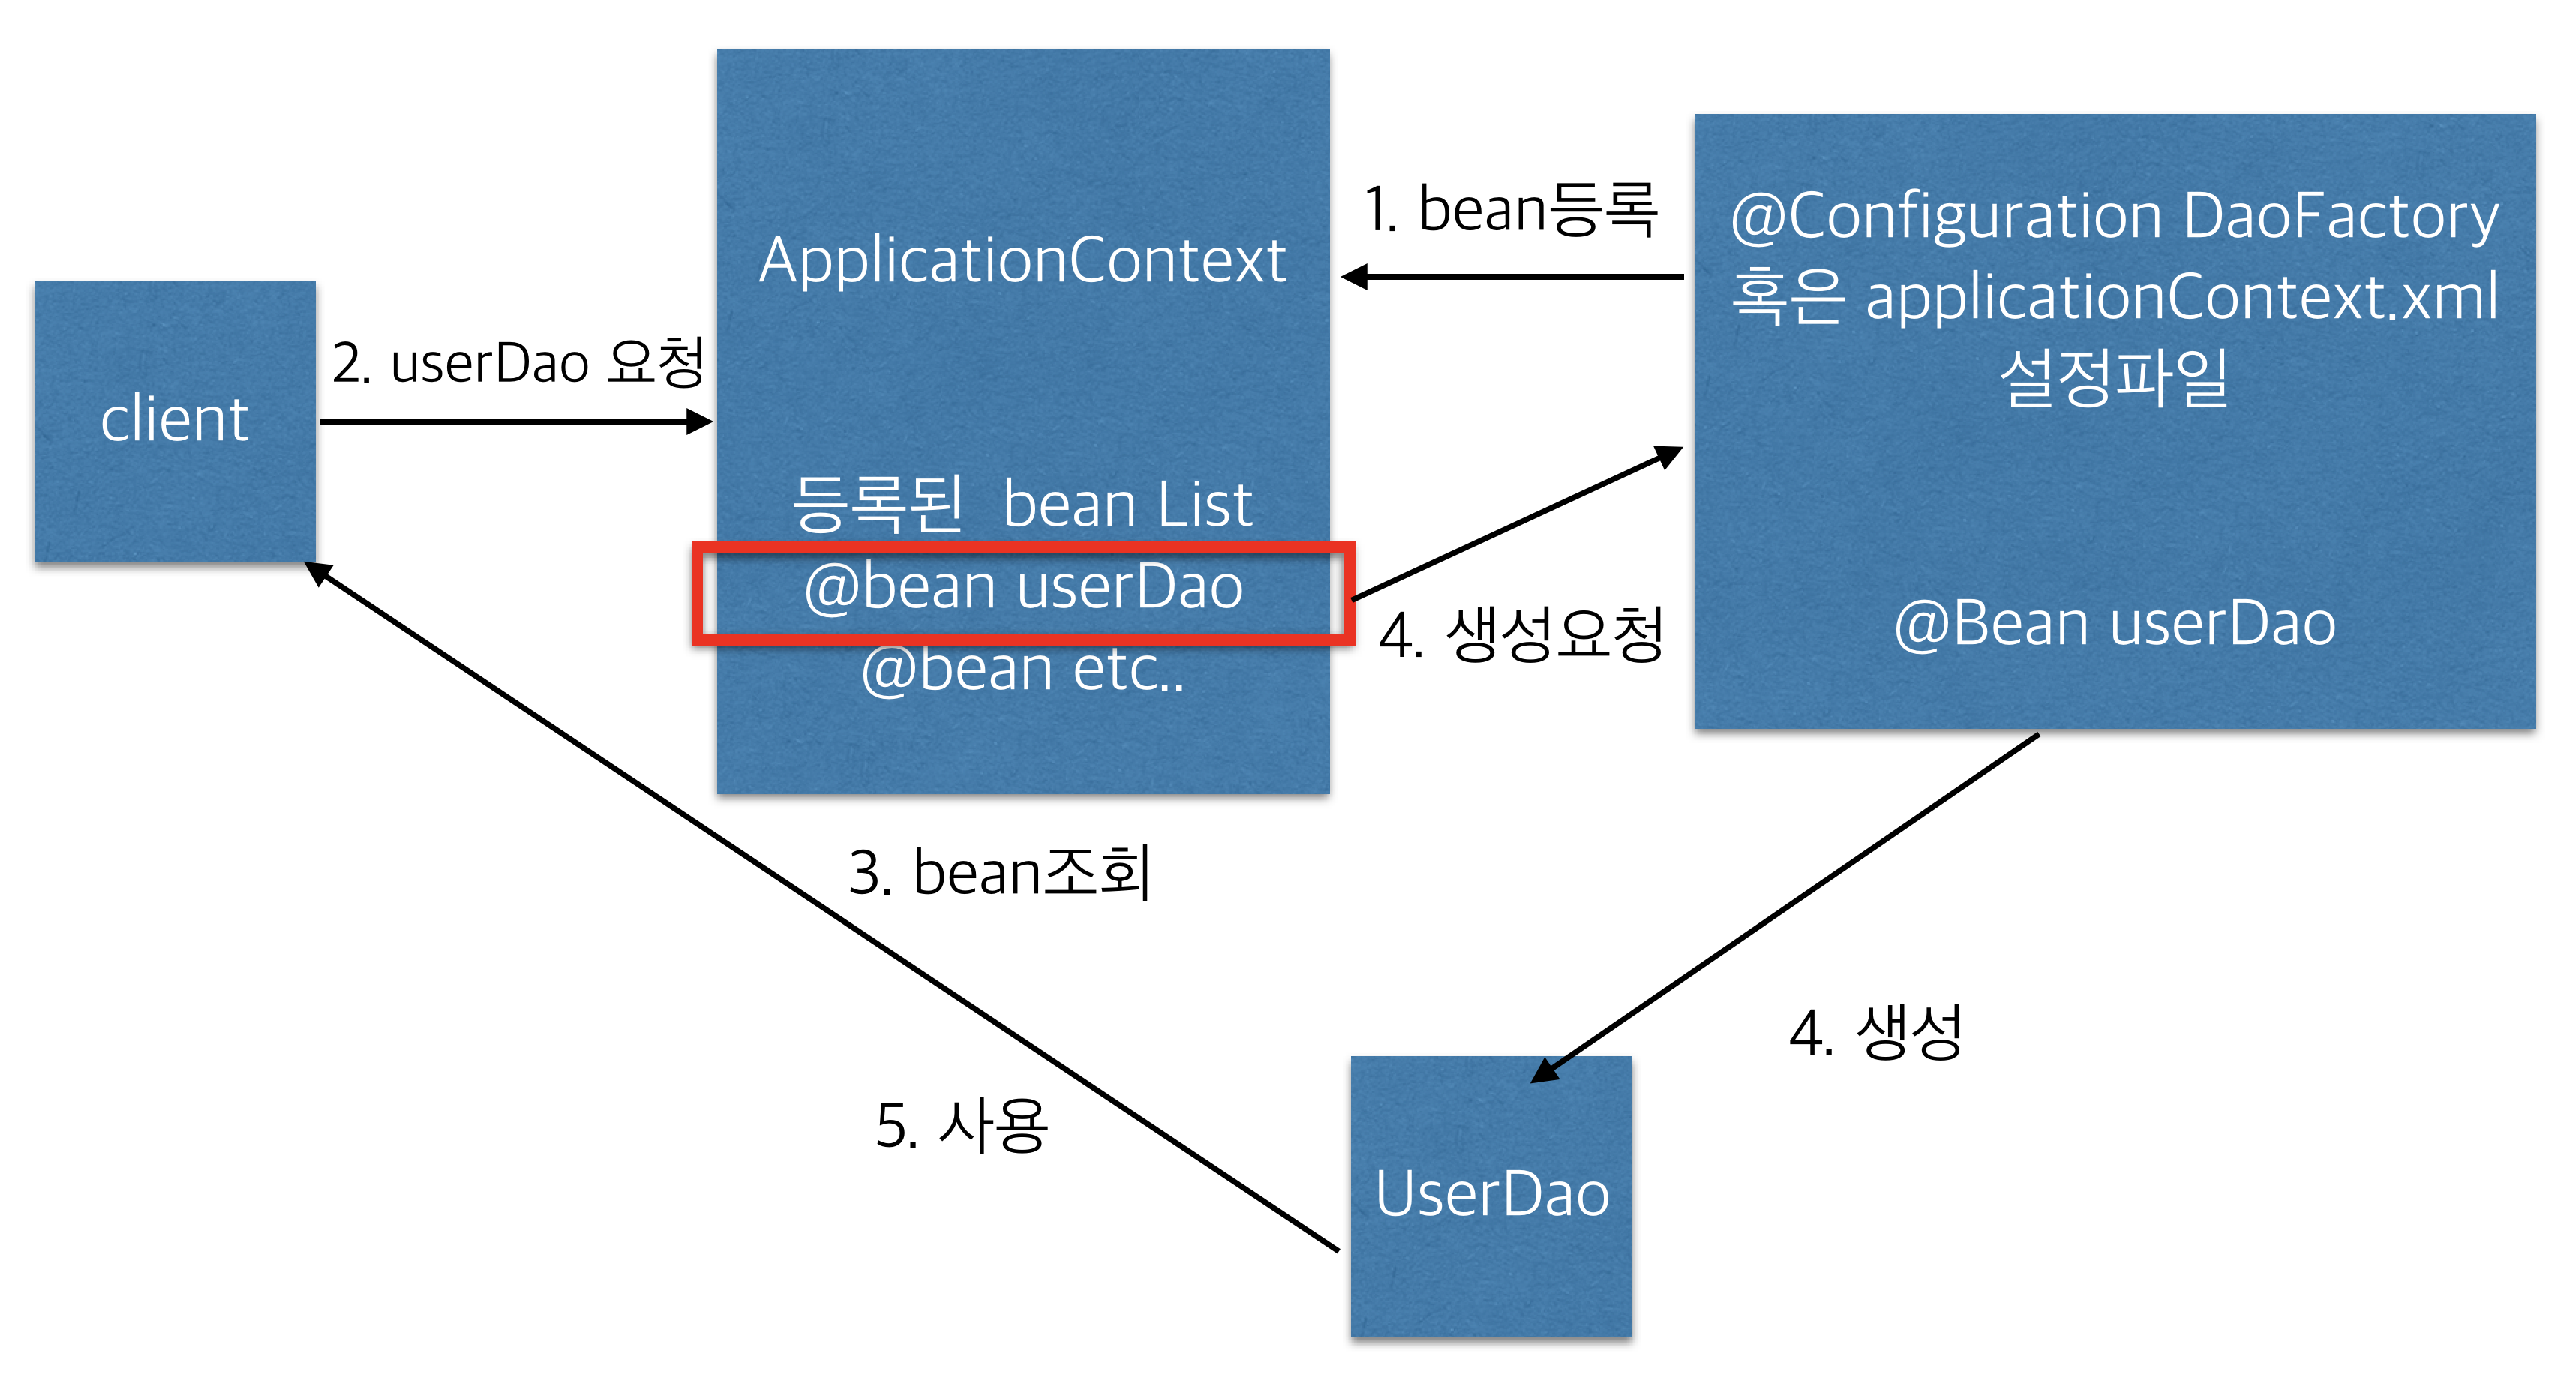 client
2. userDao 요청
ApplicationContext
등록된 bean List
@bean userDao
@bean etc..
1. bean등록
@Configuration DaoFactory
혹은 applicationContext.xml
설정파일
@Bean userDao
4. 생성요청
3. bean조회
4. 생성
5. 사용
UserDao